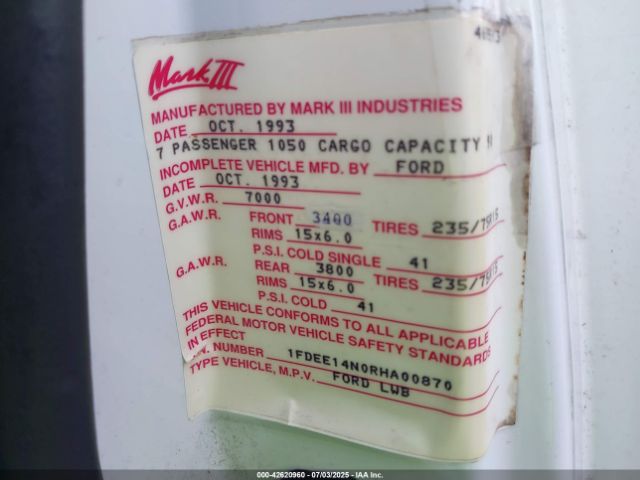 Mark III
MANUFACTURED BY MARK III INDUSTRIES
DATE OCT. 1993
7 PASSENGER 1050 CARGO CAPACITY
INCOMPLETE VEHICLE MFD. BY FORD
DATE OCT. 1993
G.V.W.R. 7000
G.A.W.R. FRONT 3400 TIRES 235/75R15
RIMS 15x6.0
P.S.I. COLD SINGLE 41
G.A.W.R. REAR 3800 TIRES 235/75R15
RIMS 15x6.0
P.S.I. COLD 41
THIS VEHICLE CONFORMS TO ALL APPLICABLE
FEDERAL MOTOR VEHICLE SAFETY STANDARDS
IN EFFECT
NUMBER 1FDEE14N0RHA00870
TYPE VEHICLE, M.P.V. FORD LWB
000-42620960 - 07/03/2025 - IAA Inc.